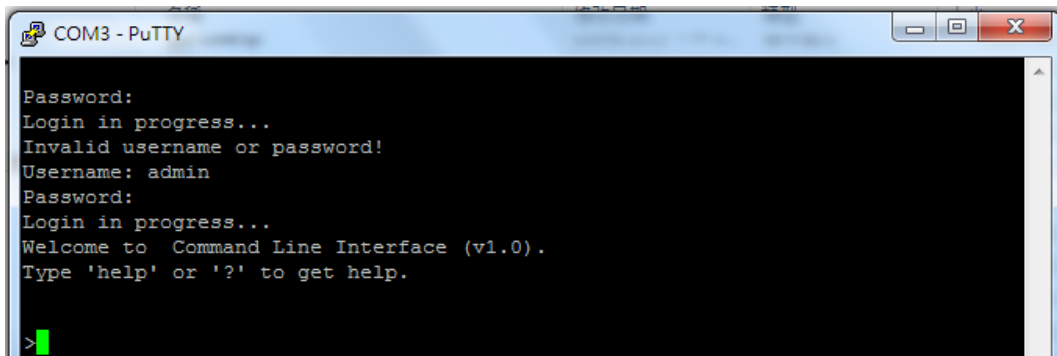 COM3 - PuTTY
Password:
Login in progress...
Invalid username or password!
Username: admin
Password:
Login in progress...
Welcome to  Command Line Interface (v1.0).
Type 'help' or '?' to get help.
>